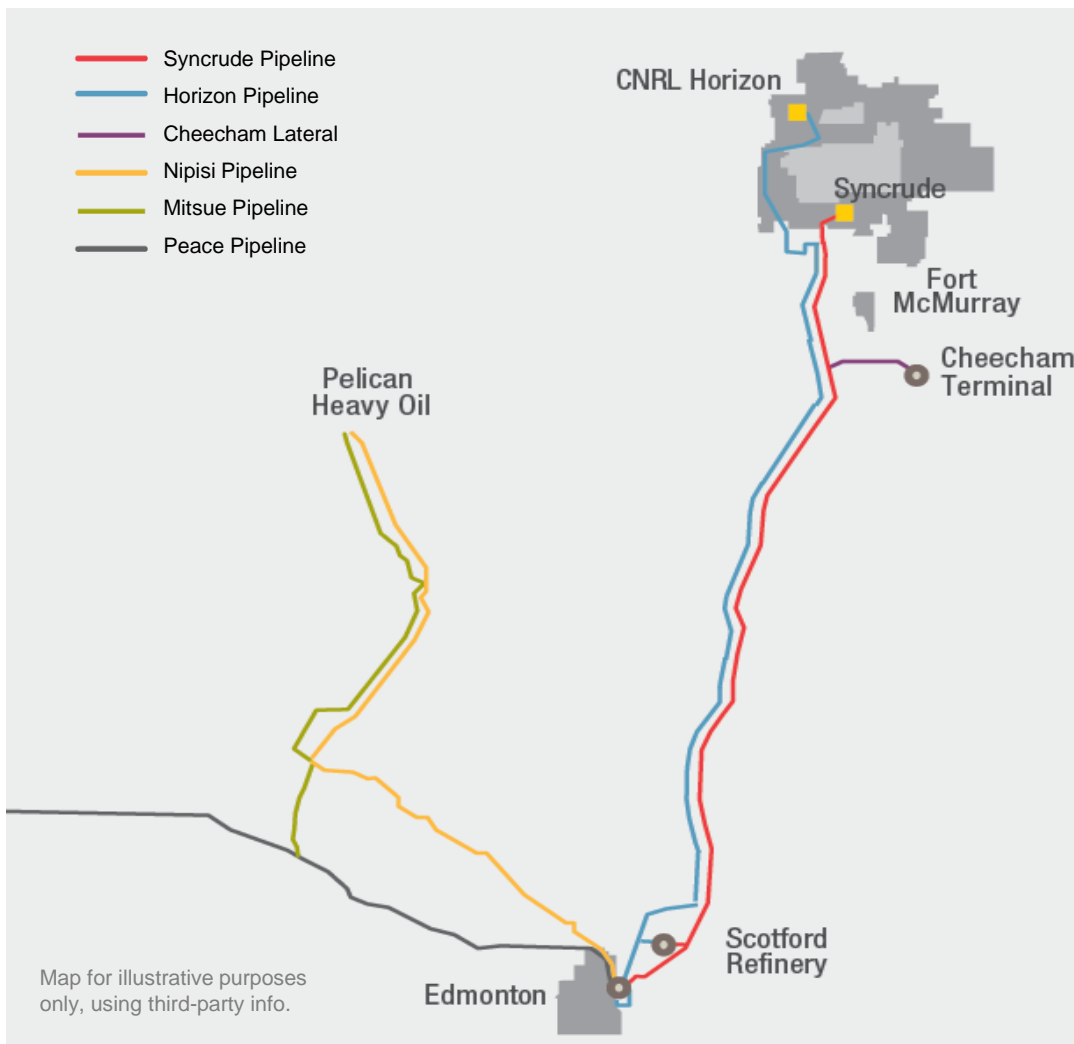 Syncrude Pipeline
Horizon Pipeline
Cheecham Lateral
Nipisi Pipeline
Mitsue Pipeline
Peace Pipeline
CNRL Horizon
Syncrude
Fort
McMurray
Cheecham
Terminal
Pelican
Heavy Oil
Scotford
Refinery
Edmonton
Map for illustrative purposes
only, using third-party info.